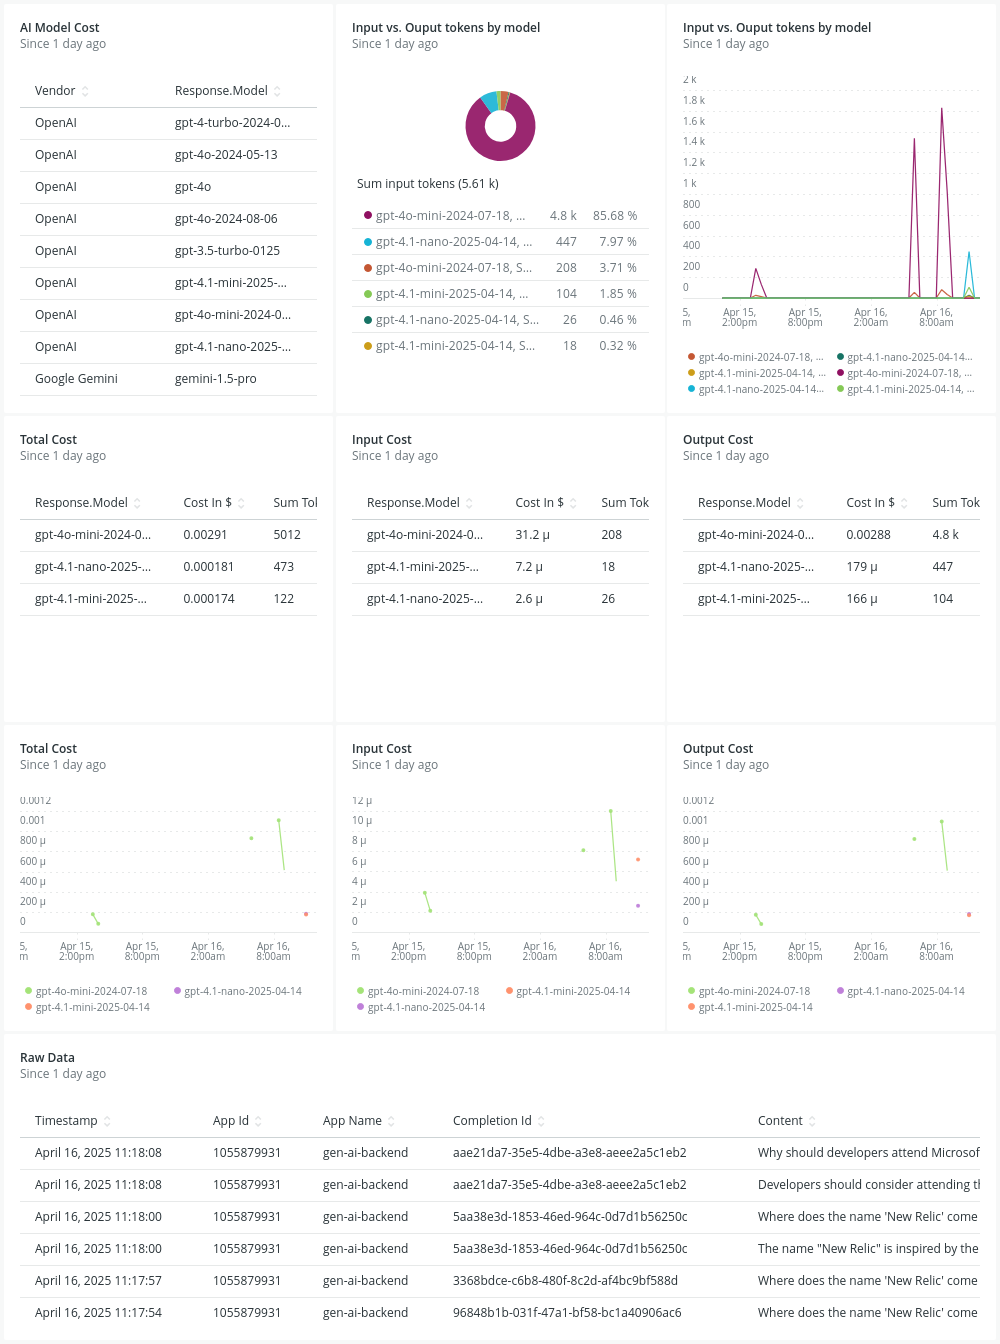 AI Model Cost
Since 1 day ago
Vendor Response.Model
OpenAI gpt-4-turbo-2024-0...
OpenAI gpt-4o-2024-05-13
OpenAI gpt-4o
OpenAI gpt-4o-2024-08-06
OpenAI gpt-3.5-turbo-0125
OpenAI gpt-4.1-mini-2025-...
OpenAI gpt-4o-mini-2024-0...
OpenAI gpt-4.1-nano-2025-...
Google Gemini gemini-1.5-pro
Input vs. Ouput tokens by model
Since 1 day ago
Sum input tokens (5.61 k)
gpt-4o-mini-2024-07-18, ... 4.8 k 85.68 %
gpt-4.1-nano-2025-04-14, ... 447 7.97 %
gpt-4o-mini-2024-07-18, S... 208 3.71 %
gpt-4.1-mini-2025-04-14, ... 104 1.85 %
gpt-4.1-nano-2025-04-14, S... 26 0.46 %
gpt-4.1-mini-2025-04-14, S... 18 0.32 %
Input vs. Ouput tokens by model
Since 1 day ago
2 k
1.8 k
1.6 k
1.4 k
1.2 k
1 k
800
600
400
200
0
5, Apr 15, Apr 15, Apr 16, Apr 16,
m 2:00pm 8:00pm 2:00am 8:00am
gpt-4o-mini-2024-07-18, ... gpt-4.1-nano-2025-04-14...
gpt-4.1-mini-2025-04-14, ... gpt-4o-mini-2024-07-18, ...
gpt-4.1-nano-2025-04-14... gpt-4.1-mini-2025-04-14, ...
Total Cost
Since 1 day ago
Response.Model Cost In $ Sum Tol
gpt-4o-mini-2024-0... 0.00291 5012
gpt-4.1-nano-2025-... 0.000181 473
gpt-4.1-mini-2025-... 0.000174 122
Input Cost
Since 1 day ago
Response.Model Cost In $ Sum Tok
gpt-4o-mini-2024-0... 31.2 µ 208
gpt-4.1-mini-2025-... 7.2 µ 18
gpt-4.1-nano-2025-... 2.6 µ 26
Output Cost
Since 1 day ago
Response.Model Cost In $ Sum Tok
gpt-4o-mini-2024-0... 0.00288 4.8 k
gpt-4.1-nano-2025-... 179 µ 447
gpt-4.1-mini-2025-... 166 µ 104
Total Cost
Since 1 day ago
0.0012
0.001
800 µ
600 µ
400 µ
200 µ
0
5, Apr 15, Apr 15, Apr 16, Apr 16,
m 2:00pm 8:00pm 2:00am 8:00am
gpt-4o-mini-2024-07-18 gpt-4.1-nano-2025-04-14
gpt-4.1-mini-2025-04-14
Input Cost
Since 1 day ago
12 µ
10 µ
8 µ
6 µ
4 µ
2 µ
0
5, Apr 15, Apr 15, Apr 16, Apr 16,
m 2:00pm 8:00pm 2:00am 8:00am
gpt-4o-mini-2024-07-18 gpt-4.1-mini-2025-04-14
gpt-4.1-nano-2025-04-14
Output Cost
Since 1 day ago
0.0012
0.001
800 µ
600 µ
400 µ
200 µ
0
5, Apr 15, Apr 15, Apr 16, Apr 16,
m 2:00pm 8:00pm 2:00am 8:00am
gpt-4o-mini-2024-07-18 gpt-4.1-nano-2025-04-14
gpt-4.1-mini-2025-04-14
Raw Data
Since 1 day ago
Timestamp App Id App Name Completion Id Content
April 16, 2025 11:18:08 1055879931 gen-ai-backend aae21da7-35e5-4dbe-a3e8-aeee2a5c1eb2 Why should developers attend Microsof
April 16, 2025 11:18:08 1055879931 gen-ai-backend aae21da7-35e5-4dbe-a3e8-aeee2a5c1eb2 Developers should consider attending tl
April 16, 2025 11:18:00 1055879931 gen-ai-backend 5aa38e3d-1853-46ed-964c-0d7d1b56250c Where does the name 'New Relic' come
April 16, 2025 11:18:00 1055879931 gen-ai-backend 5aa38e3d-1853-46ed-964c-0d7d1b56250c The name "New Relic" is inspired by the
April 16, 2025 11:17:57 1055879931 gen-ai-backend 3368bdce-c6b8-480f-8c2d-af4bc9bf588d Where does the name 'New Relic' come
April 16, 2025 11:17:54 1055879931 gen-ai-backend 96848b1b-031f-47a1-bf58-bc1a40906ac6 Where does the name 'New Relic' come